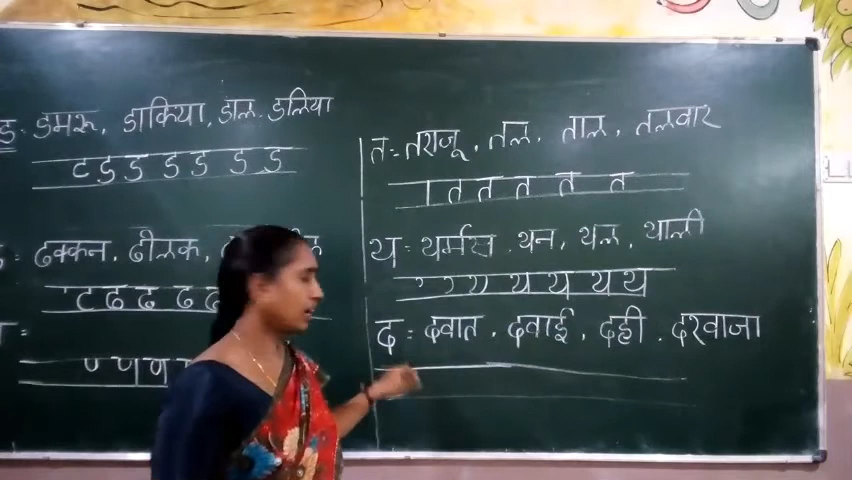 ड : डमरू, डाकिया, डाल. डलिया
ट ड ड ड ड ड ड
ढक्कन. ढोलक,
ढ ढ ढ
प ण ण
त := तराजू, तल, ताल, तलवार
त त त त त
थ = थर्मस, थन, थल, थाली
थ थ थ थ
द := दवात, दवाई, दही. दरवाजा